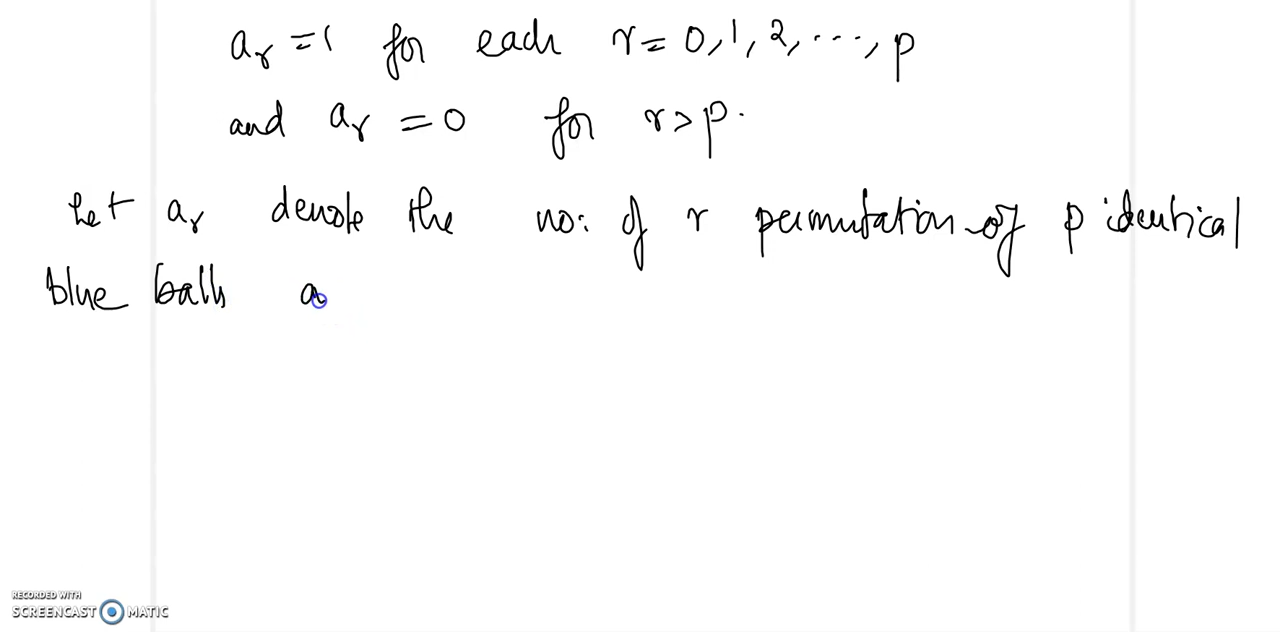 a_r = 1 for each r = 0, 1, 2, ...., p
and a_r = 0 for r > p.
Let a_r denote the no: of r permutation of p identical
blue balls a
RECORDED WITH
SCREENCAST MATIC